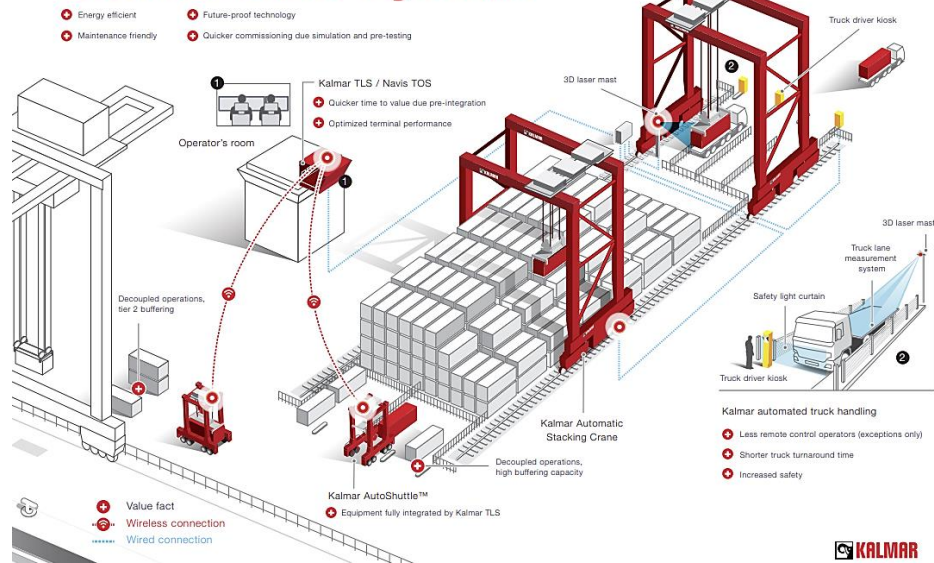 Energy efficient
Future-proof technology
Maintenance friendly
Quicker commissioning due simulation and pre-testing
Truck driver kiosk
1
Kalmar TLS / Navis TOS
3D laser mast
2
Quicker time to value due pre-integration
Optimized terminal performance
Operator's room
1
KALMAR
3D laser mast
Truck lane
measurement
system
Safety light curtain
Decoupled operations,
tier 2 buffering
2
Truck driver kiosk
Kalmar automated truck handling
Less remote control operators (exceptions only)
Shorter truck turnaround time
Increased safety
Kalmar Automatic
Stacking Crane
Decoupled operations,
high buffering capacity
Kalmar AutoShuttle™
Equipment fully integrated by Kalmar TLS
Value fact
Wireless connection
Wired connection
KALMAR